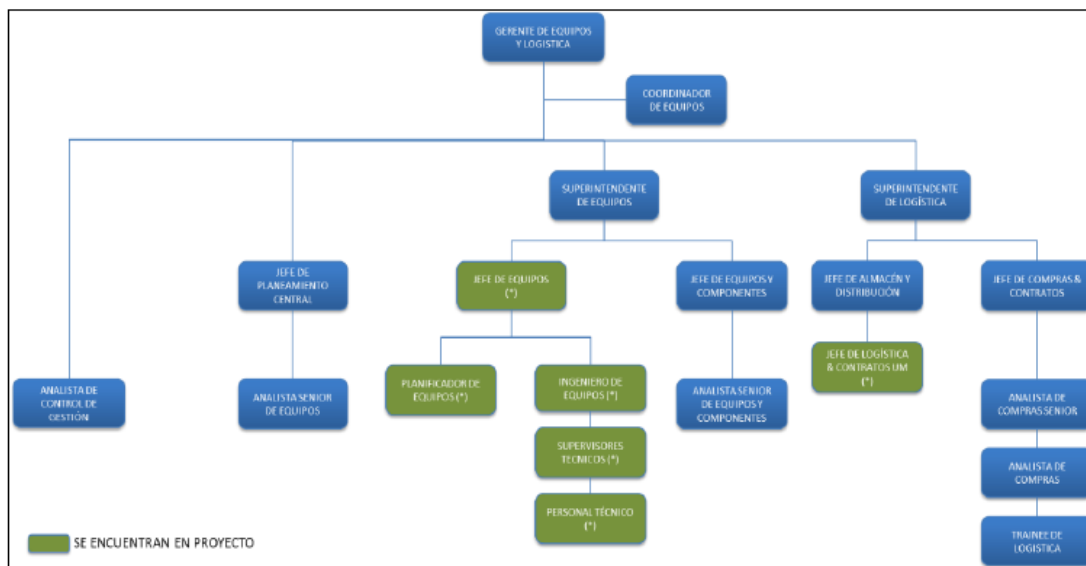 GERENTE DE EQUIPOS
Y LOGISTICA
COORDINADOR
DE EQUIPOS
SUPERINTENDENTE
DE EQUIPOS
SUPERINTENDENTE
DE LOGÍSTICA
JEFE DE
PLANEAMIENTO
CENTRAL
JEFE DE EQUIPOS
(*)
JEFE DE EQUIPOS Y
COMPONENTES
JEFE DE ALMACÉN Y
DISTRIBUCIÓN
JEFE DE COMPRAS &
CONTRATOS
JEFE DE LOGÍSTICA
& CONTRATOS UM
(*)
ANALISTA DE
CONTROL DE
GESTIÓN
ANALISTA SENIOR
DE EQUIPOS
PLANIFICADOR DE
EQUIPOS (*)
INGENIERO DE
EQUIPOS (*)
ANALISTA SENIOR
DE EQUIPOS Y
COMPONENTES
ANALISTA DE
COMPRAS SENIOR
SUPERVISORES
TECNICOS (*)
ANALISTA DE
COMPRAS
PERSONAL TÉCNICO
(*)
TRAINEE DE
LOGISTICA
SE ENCUENTRAN EN PROYECTO